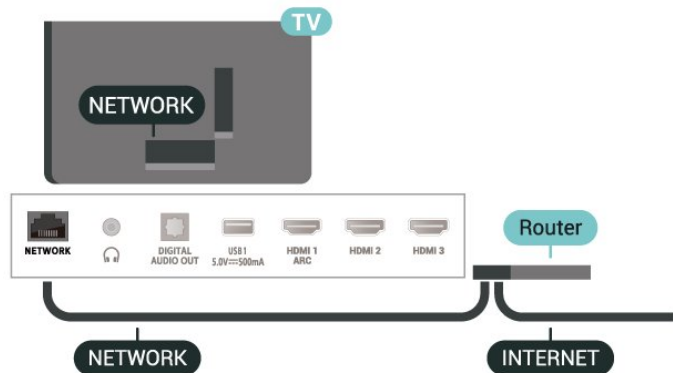 TV
NETWORK
NETWORK
DIGITAL
AUDIO OUT
USB 1
5.0V⎓500mA
HDMI 1
ARC
HDMI 2
HDMI 3
Router
NETWORK
INTERNET